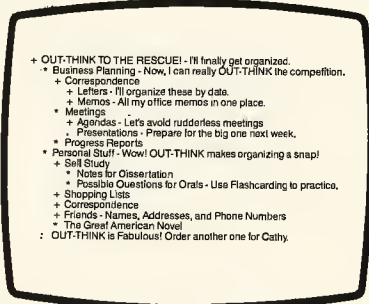 + OUT-THINK TO THE RESCUE! - I'll finally get organized.
* Business Planning - Now, I can really OUT-THINK the competition.
+ Correspondence
+ Letters - I'll organize these by date.
+ Memos - All my office memos in one place.
* Meetings
+ Agendas - Let's avoid rudderless meetings
. Presentations - Prepare for the big one next week.
* Progress Reports
* Personal Stuff - Wow! OUT-THINK makes organizing a snap!
+ Self Study
* Notes for Dissertation
* Possible Questions for Orals - Use Flashcarding to practice.
+ Shopping Lists
+ Correspondence
+ Friends - Names, Addresses, and Phone Numbers
* The Great American Novel
: OUT-THINK is Fabulous! Order another one for Cathy.